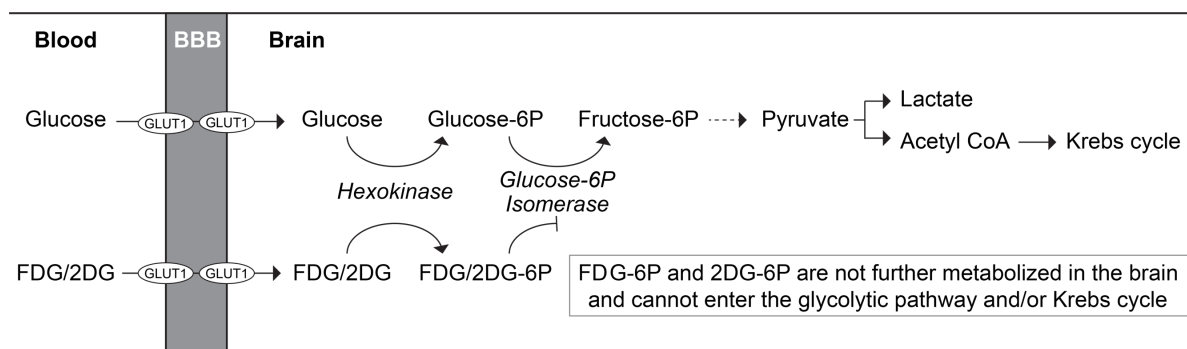 Blood BBB Brain
Glucose GLUT1 GLUT1 Glucose Glucose-6P Fructose-6P Pyruvate Lactate
Acetyl CoA Krebs cycle
Hexokinase Glucose-6P
Isomerase
FDG/2DG GLUT1 GLUT1 FDG/2DG FDG/2DG-6P
FDG-6P and 2DG-6P are not further metabolized in the brain
and cannot enter the glycolytic pathway and/or Krebs cycle